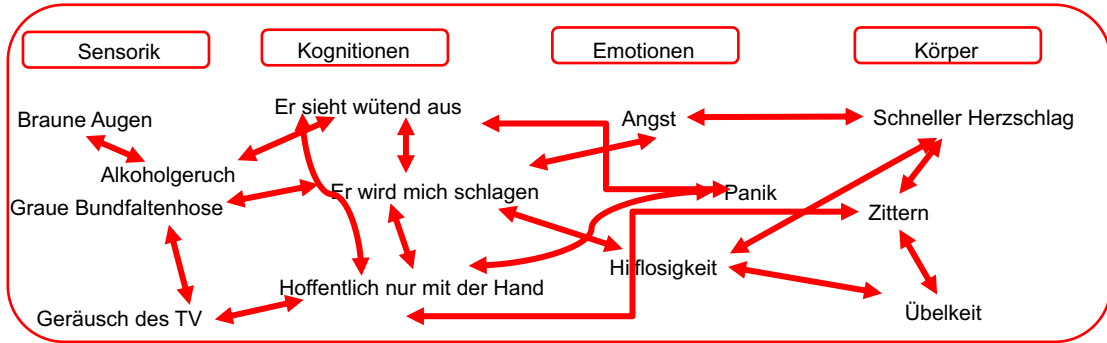 Sensorik
Kognitionen
Emotionen
Körper
Braune Augen
Alkoholgeruch
Graue Bundfaltenhose
Geräusch des TV
Er sieht wütend aus
Er wird mich schlagen
Hoffentlich nur mit der Hand
Angst
Panik
Hilflosigkeit
Schneller Herzschlag
Zittern
Übelkeit